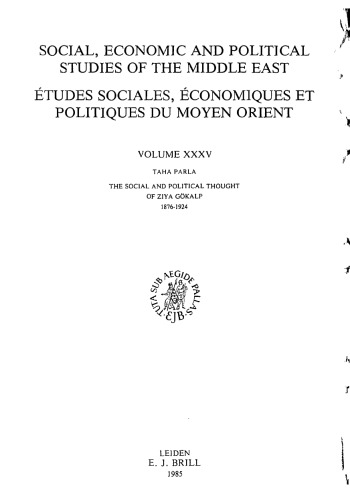 SOCIAL, ECONOMIC AND POLITICAL
STUDIES OF THE MIDDLE EAST
ÉTUDES SOCIALES, ÉCONOMIQUES ET
POLITIQUES DU MOYEN ORIENT
VOLUME XXXV
TAHA PARLA
THE SOCIAL AND POLITICAL THOUGHT
OF ZIYA GÖKALP
1876-1924
TUTA SUB AEGIDE PALLAS
EJB
LEIDEN
E. J. BRILL
1985